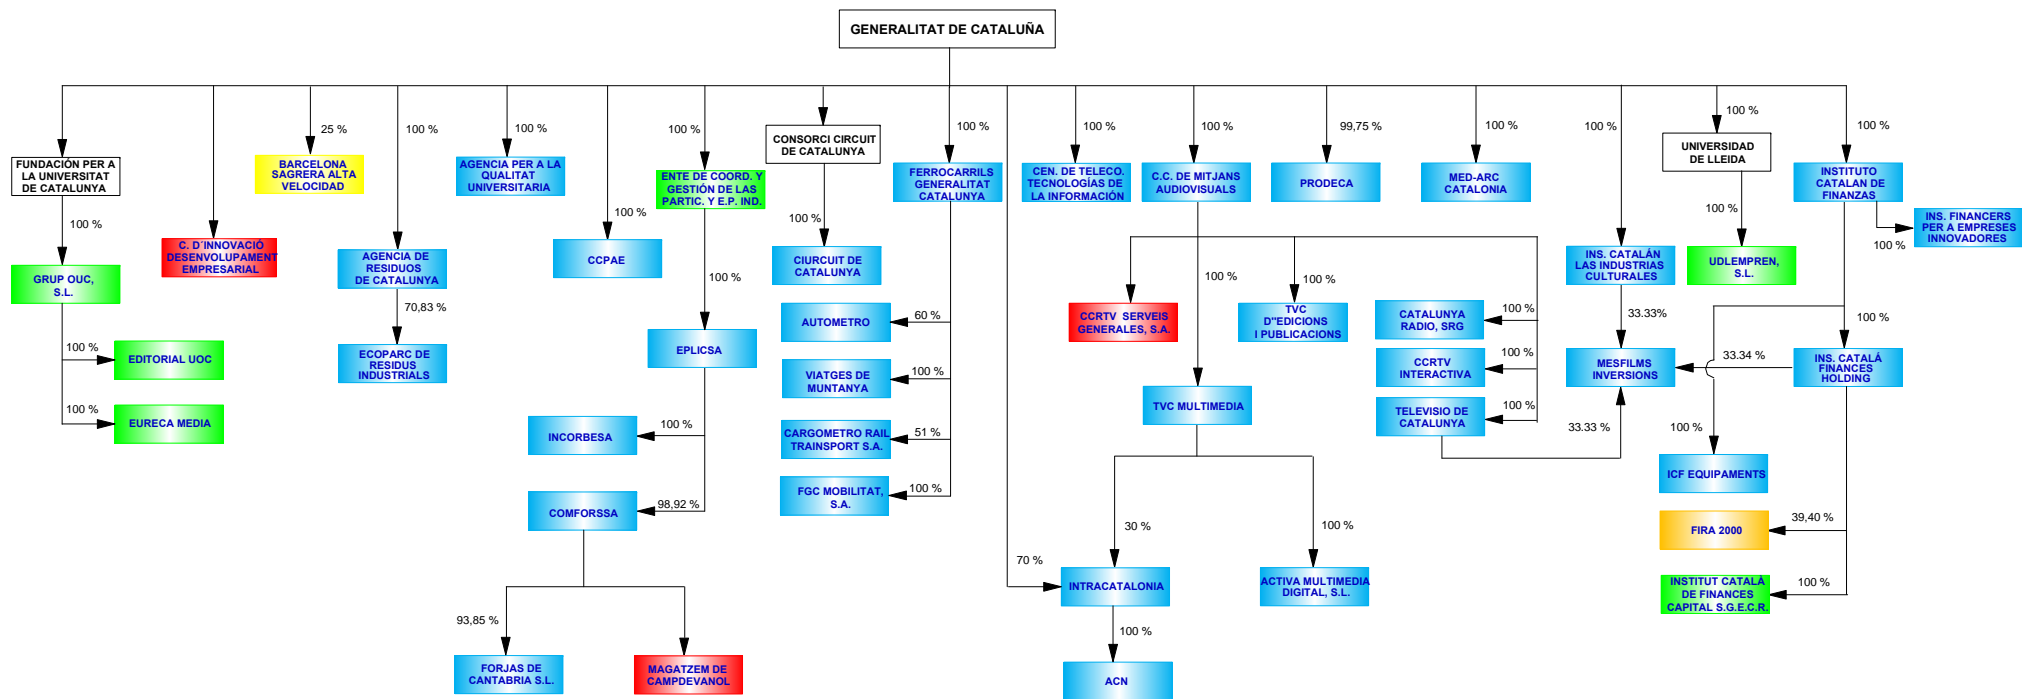 GENERALITAT DE CATALUÑA
25 %
100 %
100 %
100 %
100 %
100 %
100 %
100 %
99,75 %
100 %
100 %
100 %
100 %
FUNDACIÓN PER A
LA UNIVERSITAT
DE CATALUNYA
BARCELONA
SAGRERA ALTA
VELOCIDAD
AGENCIA PER A LA
QUALITAT
UNIVERSITARIA
ENTE DE COORD. Y
GESTIÓN DE LAS
PARTIC. Y E.P. IND.
CONSORCI CIRCUIT
DE CATALUNYA
FERROCARRILS
GENERALITAT
CATALUNYA
CEN. DE TELECO.
TECNOLOGÍAS DE
LA INFORMACIÓN
C.C. DE MITJANS
AUDIOVISUALS
PRODECA
MED-ARC
CATALONIA
UNIVERSIDAD
DE LLEIDA
INSTITUTO
CATALAN DE
FINANZAS
100 %
100 %
100 %
100 %
100 %
INS. FINANCERS
PER A EMPRESES
INNOVADORES
C. D´INNOVACIÓ
DESENVOLUPAMENT
EMPRESARIAL
AGENCIA DE
RESIDUOS
DE CATALUNYA
CCPAE
CIURCUIT DE
CATALUNYA
INS. CATALÁN
LAS INDUSTRIAS
CULTURALES
UDLEMPREN,
S.L.
GRUP OUC,
S.L.
70,83 %
100 %
100 %
100 %
CCRTV SERVEIS
GENERALES, S.A.
TVC
D"EDICIONS
I PUBLICACIONS
CATALUNYA
RADIO, SRG
100 %
33.33%
100 %
AUTOMETRO
60 %
100 %
EDITORIAL UOC
ECOPARC DE
RESIDUS
INDUSTRIALS
EPLICSA
VIATGES DE
MUNTANYA
100 %
CCRTV
INTERACTIVA
100 %
MESFILMS
INVERSIONS
33.34 %
INS. CATALÁ
FINANCES
HOLDING
100 %
EURECA MEDIA
TVC MULTIMEDIA
TELEVISIO DE
CATALUNYA
100 %
INCORBESA
100 %
CARGOMETRO RAIL
TRAINSPORT S.A.
51 %
33.33 %
100 %
ICF EQUIPAMENTS
COMFORSSA
98,92 %
FGC MOBILITAT,
S.A.
100 %
30 %
100 %
FIRA 2000
39,40 %
70 %
INTRACATALONIA
ACTIVA MULTIMEDIA
DIGITAL, S.L.
INSTITUT CATALÀ
DE FINANCES
CAPITAL S.G.E.C.R.
100 %
93,85 %
100 %
FORJAS DE
CANTABRIA S.L.
MAGATZEM DE
CAMPDEVANOL
ACN